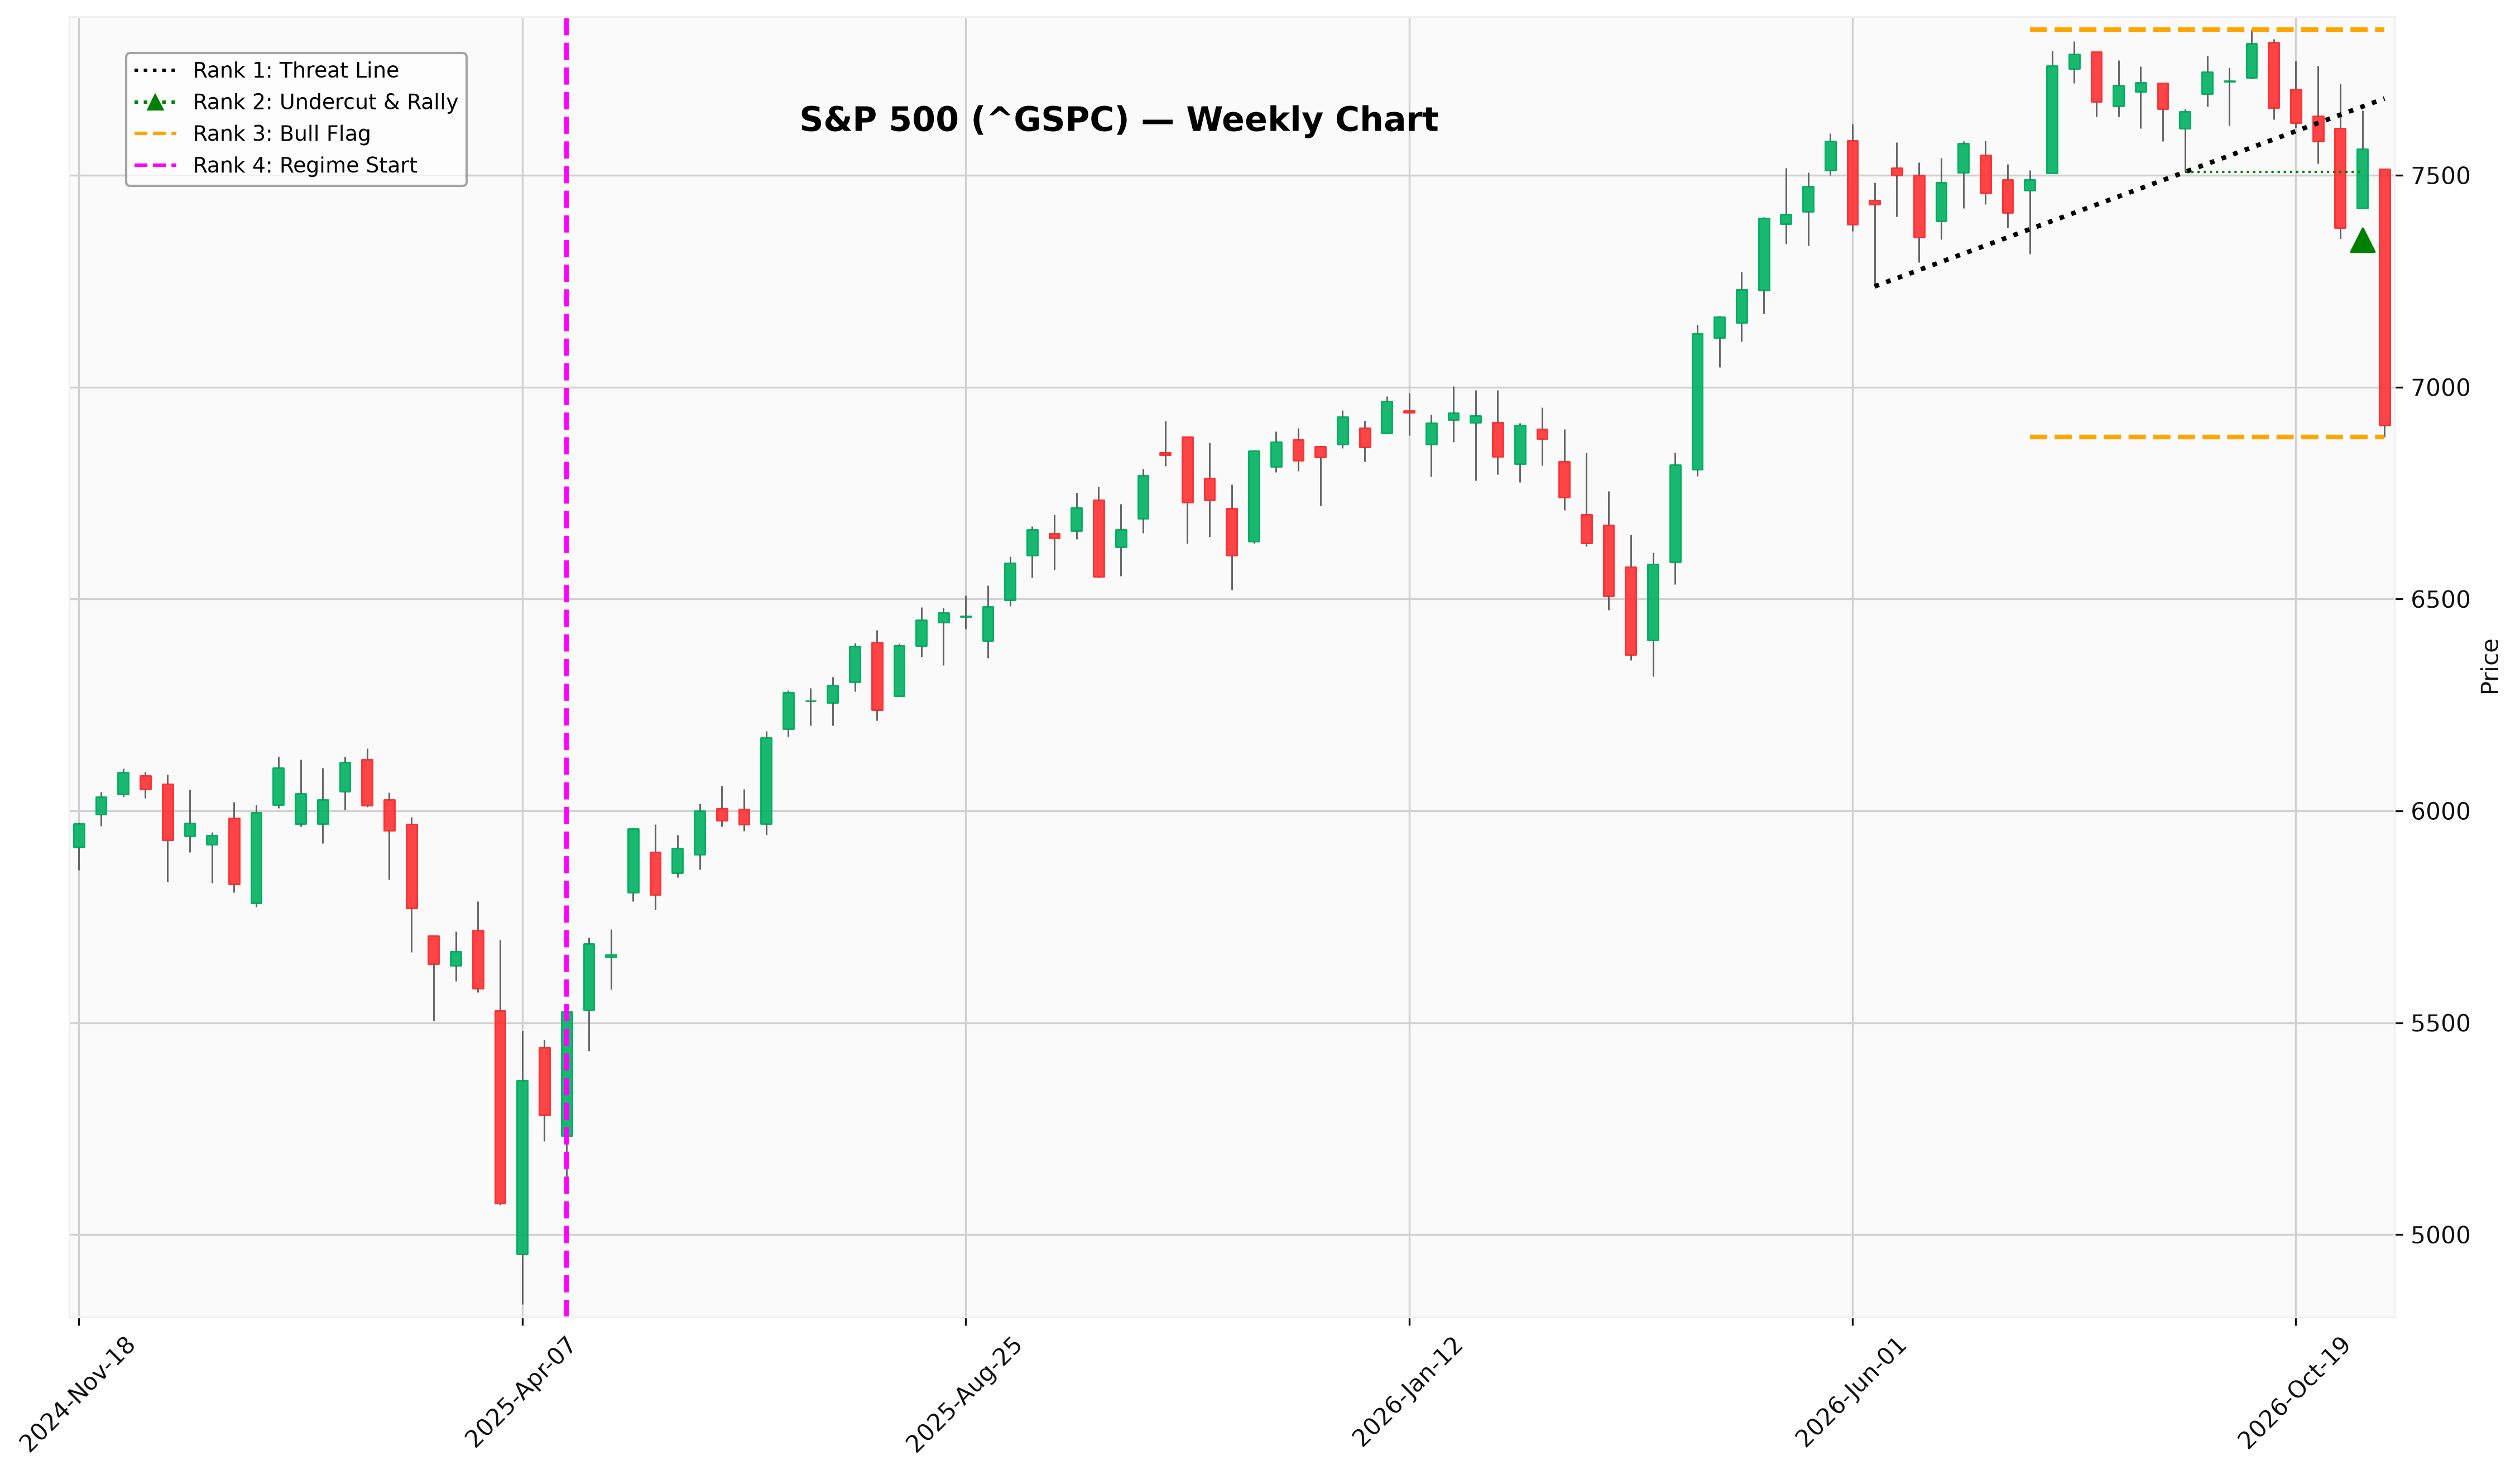 S&P 500 (^GSPC) — Weekly Chart
Rank 1: Threat Line
Rank 2: Undercut & Rally
Rank 3: Bull Flag
Rank 4: Regime Start
7500
7000
6500
6000
5500
5000
Price
2024-Nov-18
2025-Apr-07
2025-Aug-25
2026-Jan-12
2026-Jun-01
2026-Oct-19